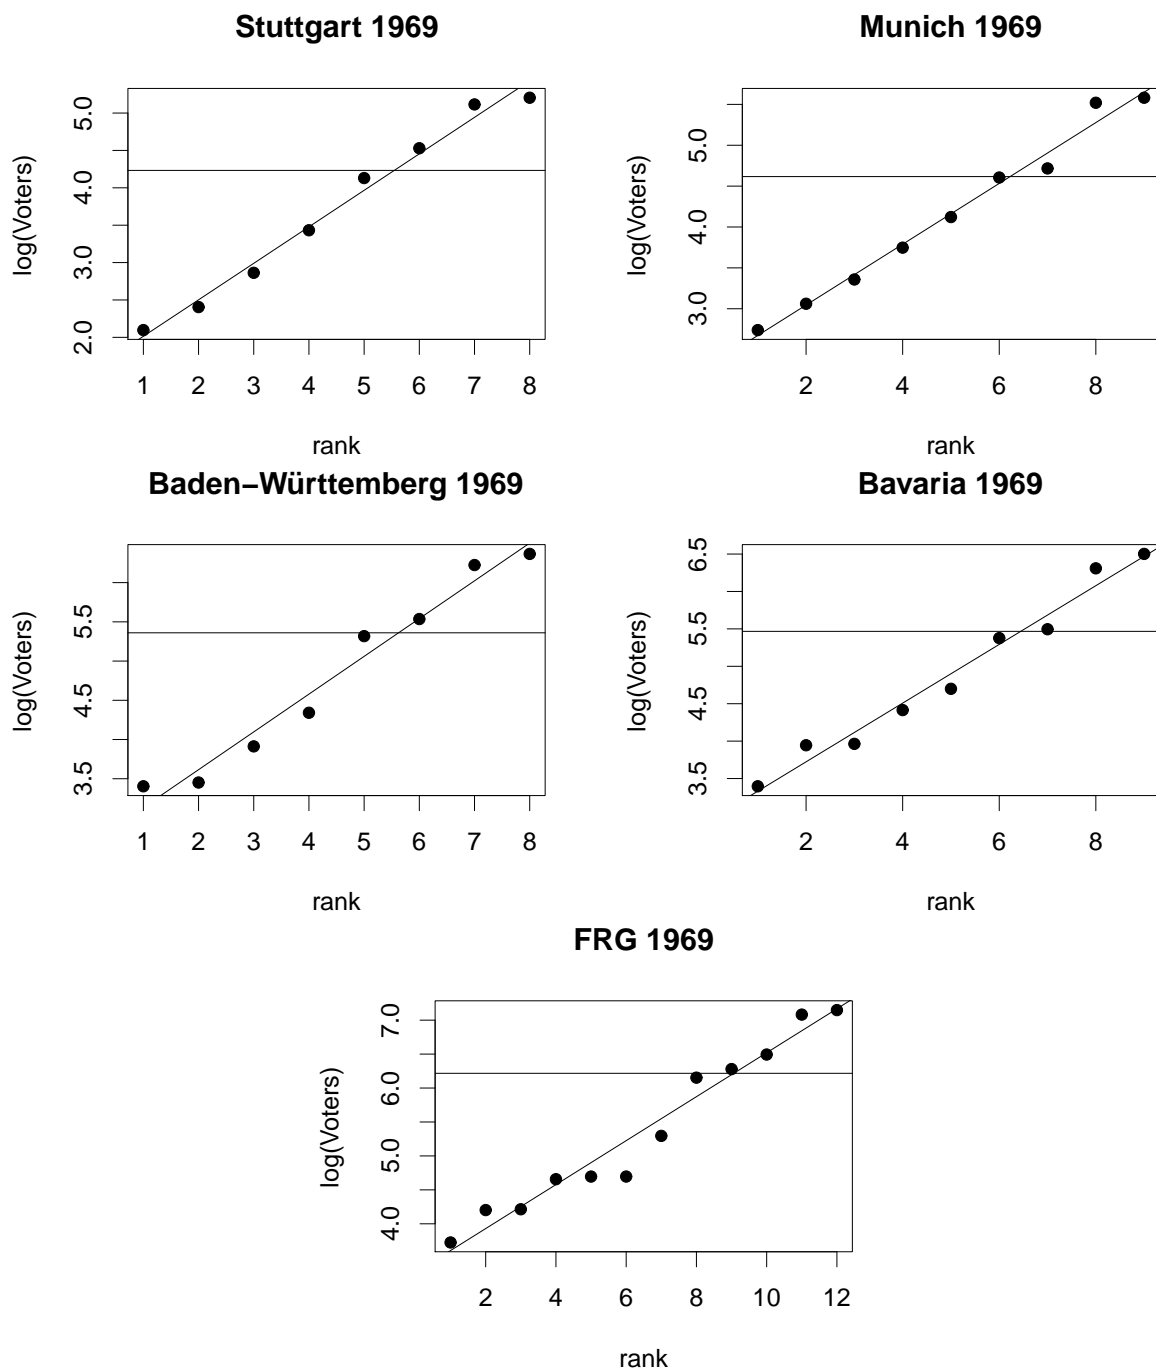 Stuttgart 1969
log(Voters)
5.0
4.0
3.0
2.0
1 2 3 4 5 6 7 8
rank
Munich 1969
log(Voters)
5.0
4.0
3.0
2 4 6 8
rank
Baden−Württemberg 1969
log(Voters)
5.5
4.5
3.5
1 2 3 4 5 6 7 8
rank
Bavaria 1969
log(Voters)
6.5
5.5
4.5
3.5
2 4 6 8
rank
FRG 1969
log(Voters)
7.0
6.0
5.0
4.0
2 4 6 8 10 12
rank